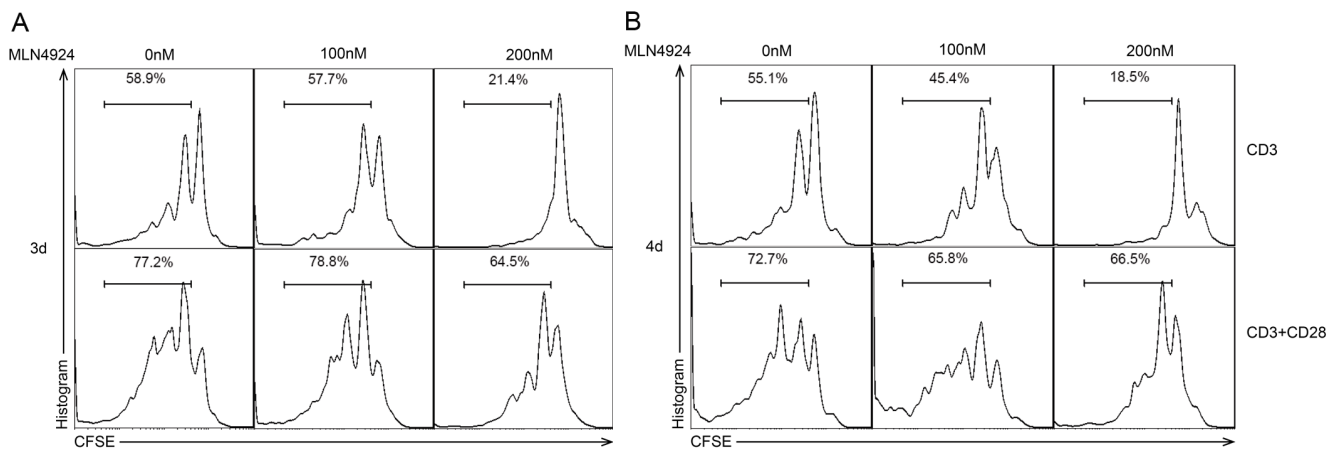 A
MLN4924 0nM 100nM 200nM
58.9% 57.7% 21.4%
3d
77.2% 78.8% 64.5%
Histogram
CFSE
B
MLN4924 0nM 100nM 200nM
55.1% 45.4% 18.5%
CD3
4d
72.7% 65.8% 66.5%
CD3+CD28
Histogram
CFSE